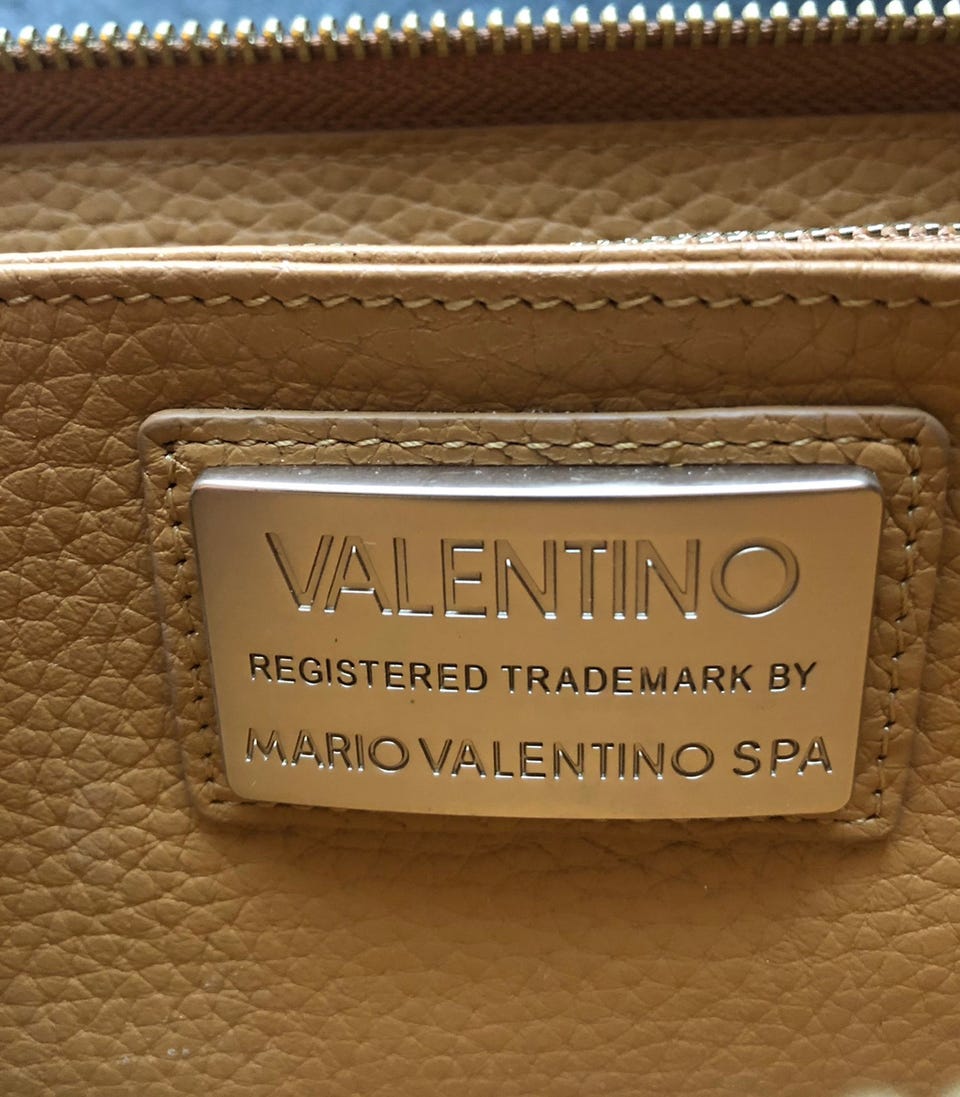 VALENTINO
REGISTERED TRADEMARK BY
MARIO VALENTINO SPA